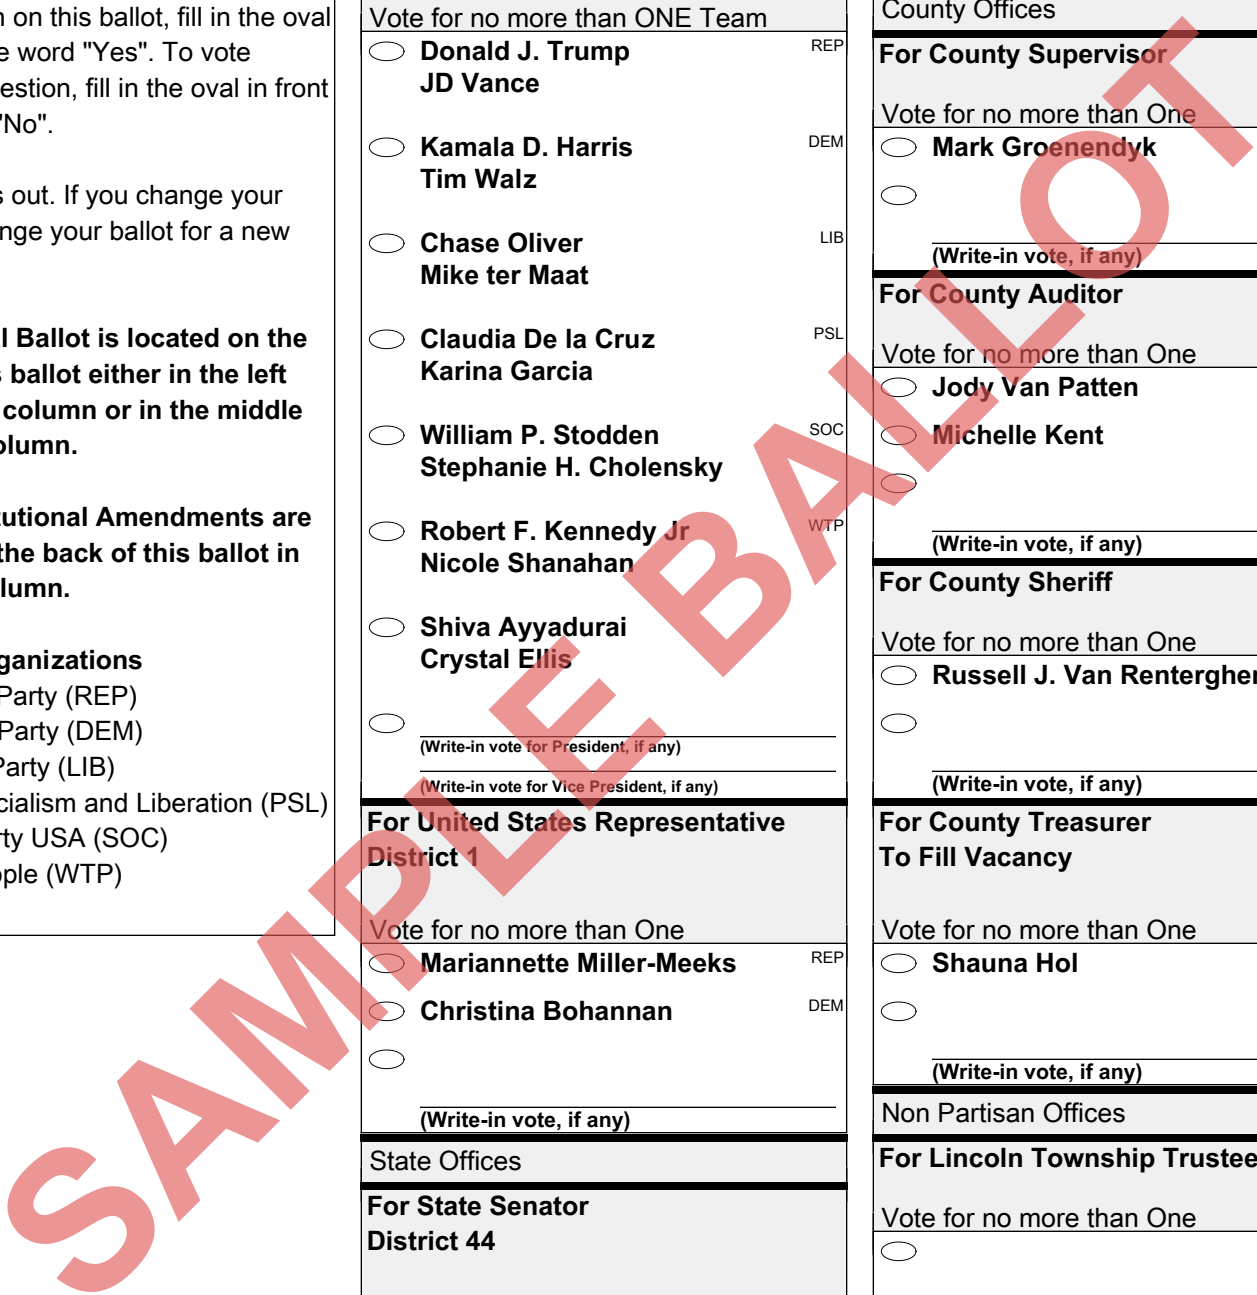 n on this ballot, fill in the oval
e word "Yes". To vote
estion, fill in the oval in front
"No".
s out. If you change your
nge your ballot for a new
l Ballot is located on the
s ballot either in the left
column or in the middle
olumn.
tutional Amendments are
the back of this ballot in
lumn.
ganizations
Party (REP)
Party (DEM)
Party (LIB)
cialism and Liberation (PSL)
rty USA (SOC)
ople (WTP)
Vote for no more than ONE Team
Donald J. Trump REP
JD Vance
Kamala D. Harris DEM
Tim Walz
Chase Oliver LIB
Mike ter Maat
Claudia De la Cruz PSL
Karina Garcia
William P. Stodden SOC
Stephanie H. Cholensky
Robert F. Kennedy Jr WTP
Nicole Shanahan
Shiva Ayyadurai
Crystal Ellis
(Write-in vote for President, if any)
(Write-in vote for Vice President, if any)
For United States Representative
District 1
Vote for no more than One
Mariannette Miller-Meeks REP
Christina Bohannan DEM
(Write-in vote, if any)
State Offices
For State Senator
District 44
County Offices
For County Supervisor
Vote for no more than One
Mark Groenendyk
(Write-in vote, if any)
For County Auditor
Vote for no more than One
Jody Van Patten
Michelle Kent
(Write-in vote, if any)
For County Sheriff
Vote for no more than One
Russell J. Van Renterghem
(Write-in vote, if any)
For County Treasurer
To Fill Vacancy
Vote for no more than One
Shauna Hol
(Write-in vote, if any)
Non Partisan Offices
For Lincoln Township Trustee
Vote for no more than One
SAMPLE BALLOT